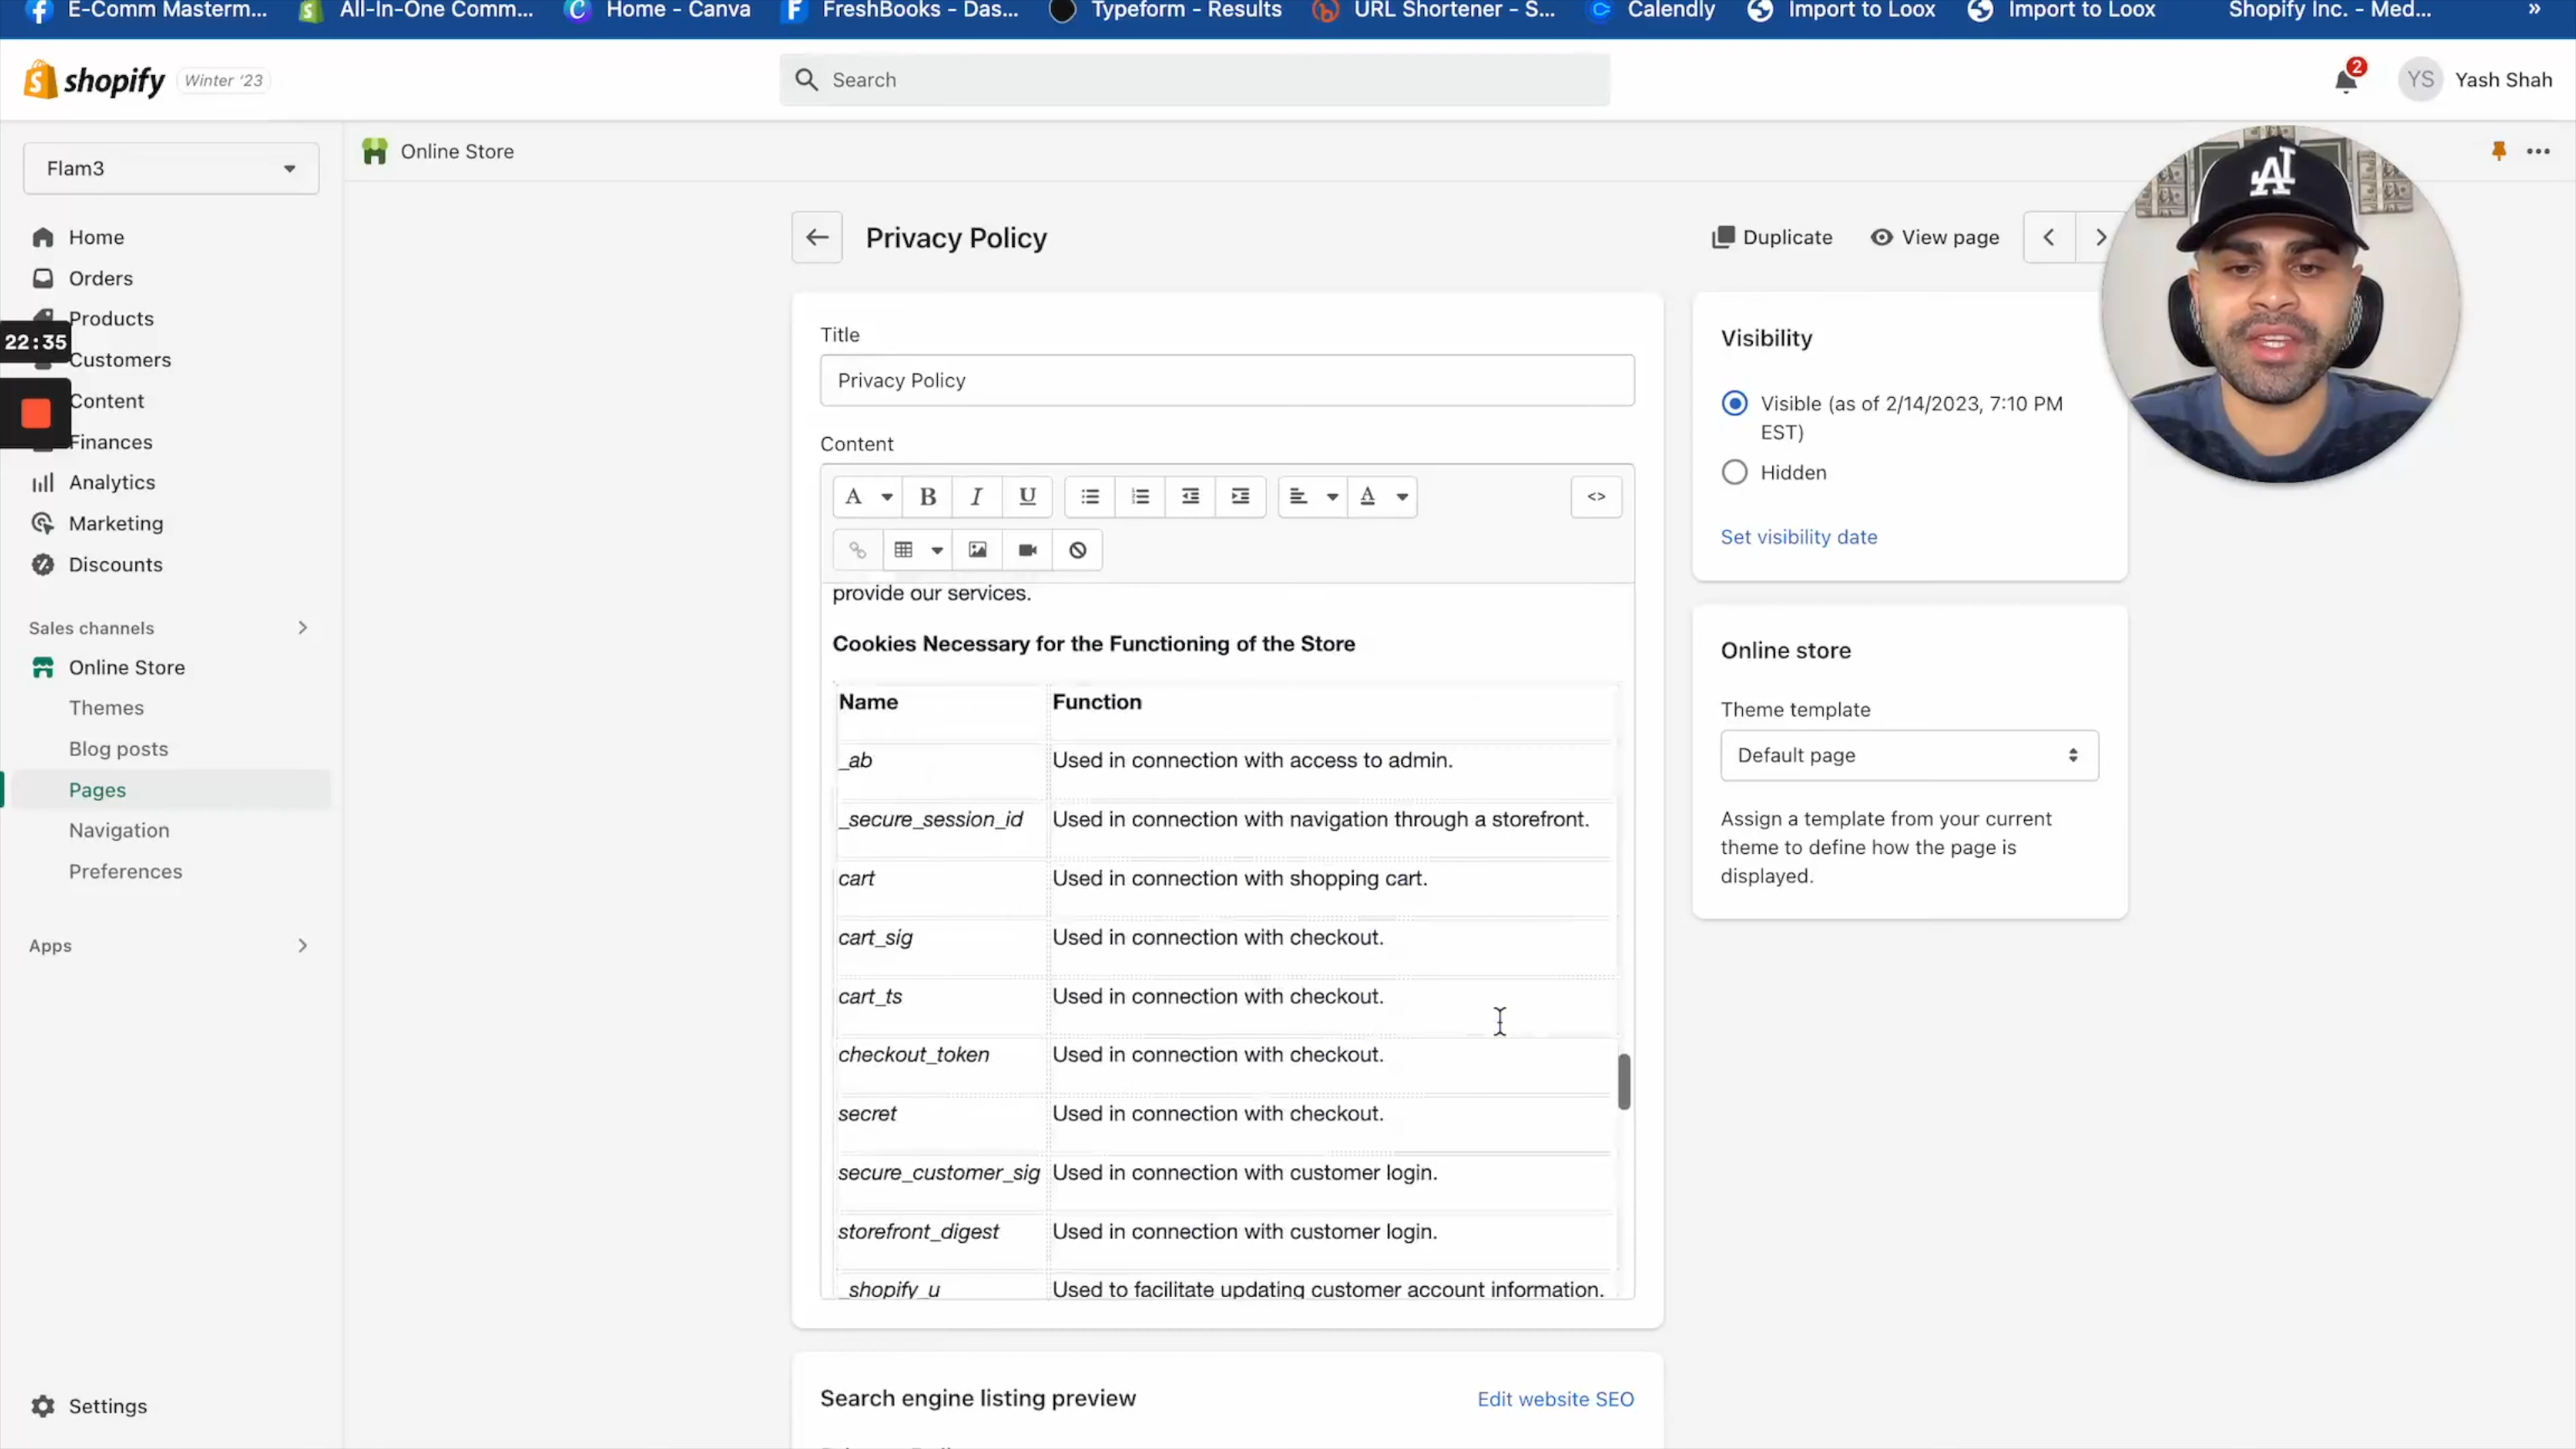 E-Comm Masterm...
All-In-One Comm...
Home - Canva
FreshBooks - Das...
Typeform - Results
URL Shortener - S...
Calendly
Import to Loox
Import to Loox
Shopify Inc. - Med...
»
shopify
Winter '23
Search
2
YS
Yash Shah
Flam3
Online Store
Home
Orders
Products
22:35
Customers
Content
Finances
Analytics
Marketing
Discounts
Sales channels
Online Store
Themes
Blog posts
Pages
Navigation
Preferences
Apps
Settings
Privacy Policy
Duplicate
View page
Title
Privacy Policy
Content
A
B
I
U
A
<>
provide our services.
Cookies Necessary for the Functioning of the Store
Name Function
_ab Used in connection with access to admin.
_secure_session_id Used in connection with navigation through a storefront.
cart Used in connection with shopping cart.
cart_sig Used in connection with checkout.
cart_ts Used in connection with checkout.
checkout_token Used in connection with checkout.
secret Used in connection with checkout.
secure_customer_sig Used in connection with customer login.
storefront_digest Used in connection with customer login.
_shopify_u Used to facilitate updating customer account information.
Search engine listing preview
Edit website SEO
Visibility
Visible (as of 2/14/2023, 7:10 PM
EST)
Hidden
Set visibility date
Online store
Theme template
Default page
Assign a template from your current
theme to define how the page is
displayed.